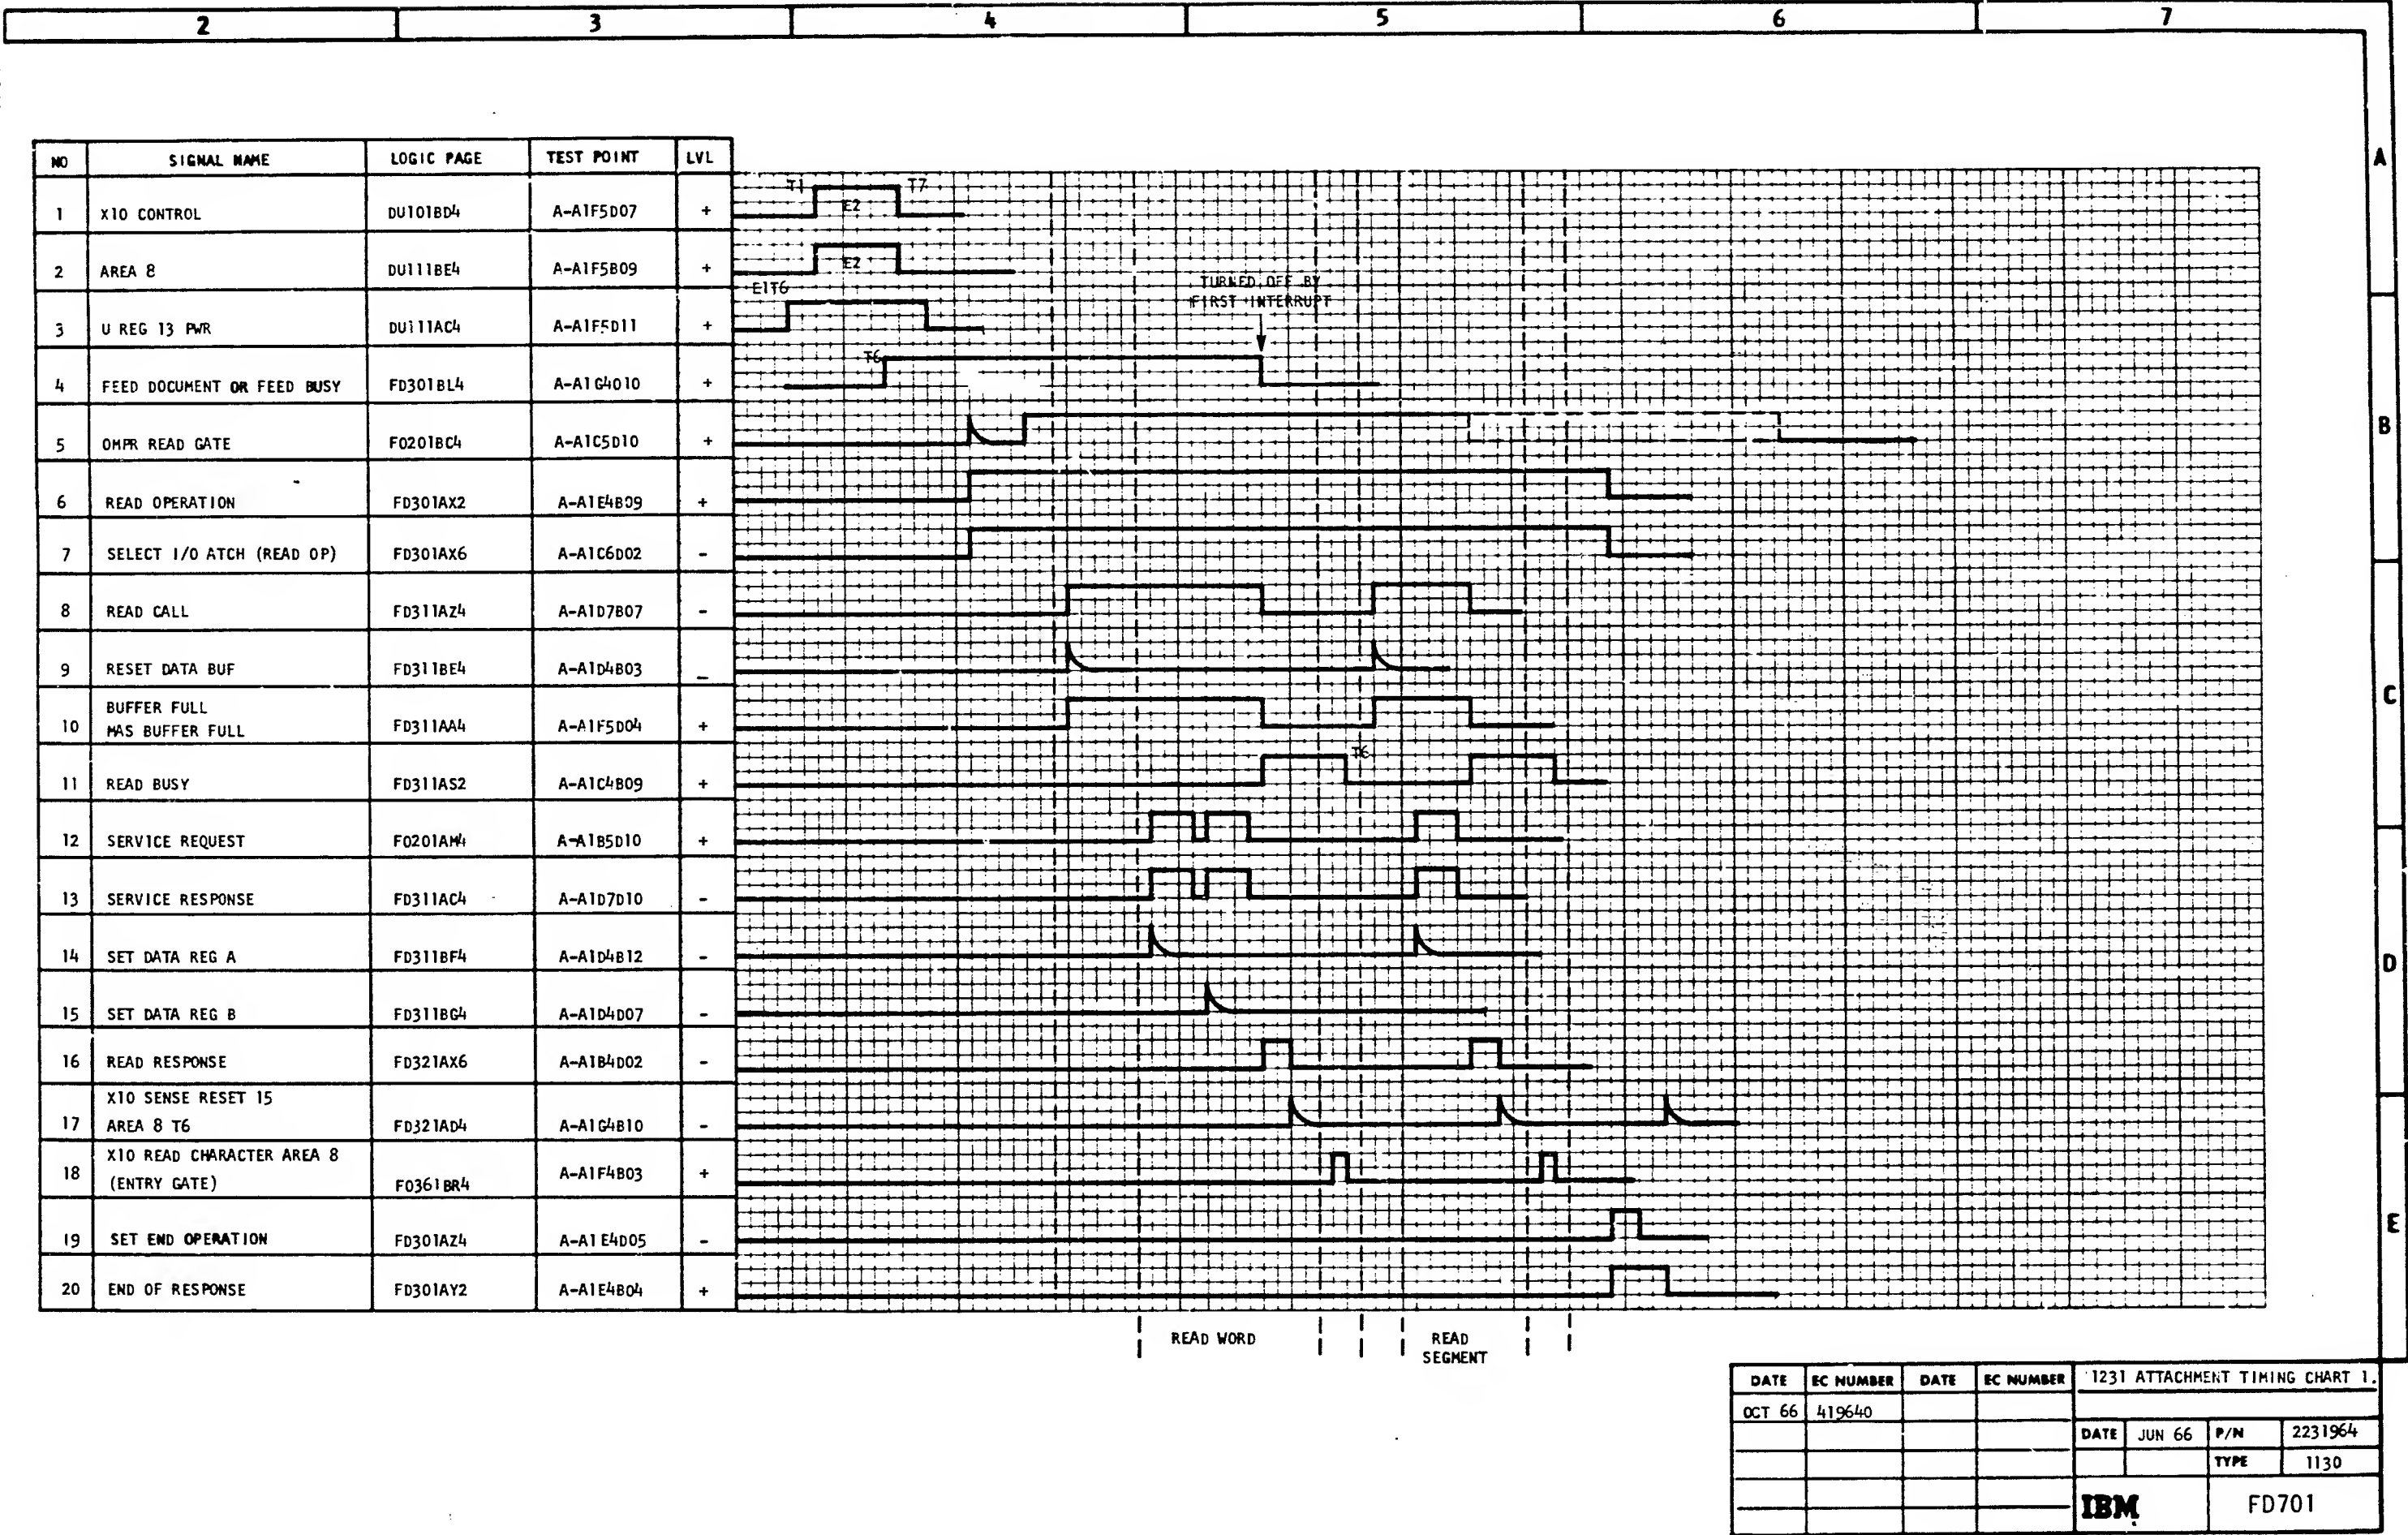 2 3 4 5 6 7
A
B
C
D
E
NO SIGNAL NAME LOGIC PAGE TEST POINT LVL
1 X10 CONTROL DU101BD4 A-A1F5D07 +
2 AREA 8 DU111BE4 A-A1F5B09 +
3 U REG 13 PWR DU111AC4 A-A1F5D11 +
4 FEED DOCUMENT OR FEED BUSY FD301BL4 A-A1G4010 +
5 OMPR READ GATE F0201BC4 A-A1C5D10 +
6 READ OPERATION FD301AX2 A-A1E4B09 +
7 SELECT I/O ATCH (READ OP) FD301AX6 A-A1C6D02 -
8 READ CALL FD311AZ4 A-A1D7B07 -
9 RESET DATA BUF FD311BE4 A-A1D4B03 -
BUFFER FULL
10 MAS BUFFER FULL FD311AA4 A-A1F5D04 +
11 READ BUSY FD311AS2 A-A1C4B09 +
12 SERVICE REQUEST F0201AM4 A-A1B5D10 +
13 SERVICE RESPONSE FD311AC4 A-A1D7D10 -
14 SET DATA REG A FD311BF4 A-A1D4B12 -
15 SET DATA REG B FD311BG4 A-A1D4D07 -
16 READ RESPONSE FD321AX6 A-A1B4D02 -
X10 SENSE RESET 15
17 AREA 8 T6 FD321AD4 A-A1G4B10 -
X10 READ CHARACTER AREA 8
18 (ENTRY GATE) F0361BR4 A-A1F4B03 +
19 SET END OPERATION FD301AZ4 A-A1E4D05 -
20 END OF RESPONSE FD301AY2 A-A1E4B04 +
T1 T7
E2
E2
E1T6
TURNED OFF BY
FIRST INTERRUPT
T6
T6
READ WORD
READ
SEGMENT
DATE EC NUMBER DATE EC NUMBER 1231 ATTACHMENT TIMING CHART 1.
OCT 66 419640
DATE JUN 66 P/N 2231964
TYPE 1130
IBM FD701